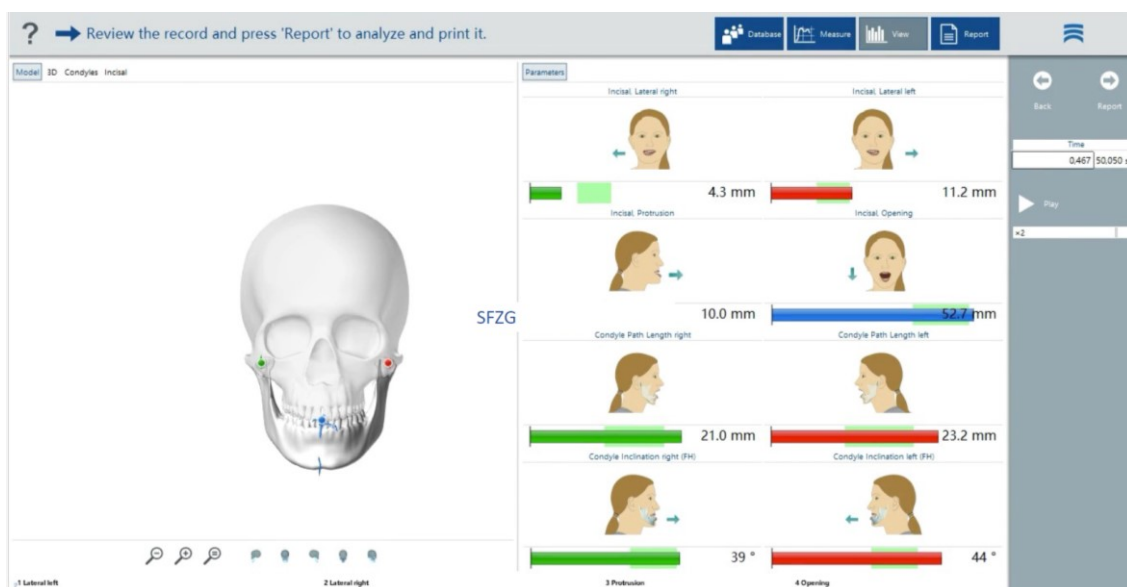 ? Review the record and press 'Report' to analyze and print it.
Database Measure View Report
Model 3D Condyles Incisal
Parameters
Back Report
Incisal, Lateral right Incisal, Lateral left
Time
0,467 50,050 s
4.3 mm 11.2 mm
Play
×2
Incisal, Protrusion Incisal, Opening
SFZG
10.0 mm 52.7 mm
Condyle Path Length right Condyle Path Length left
21.0 mm 23.2 mm
Condyle Inclination right (FH) Condyle Inclination left (FH)
39 ° 44 °
1 Lateral left 2 Lateral right 3 Protrusion 4 Opening